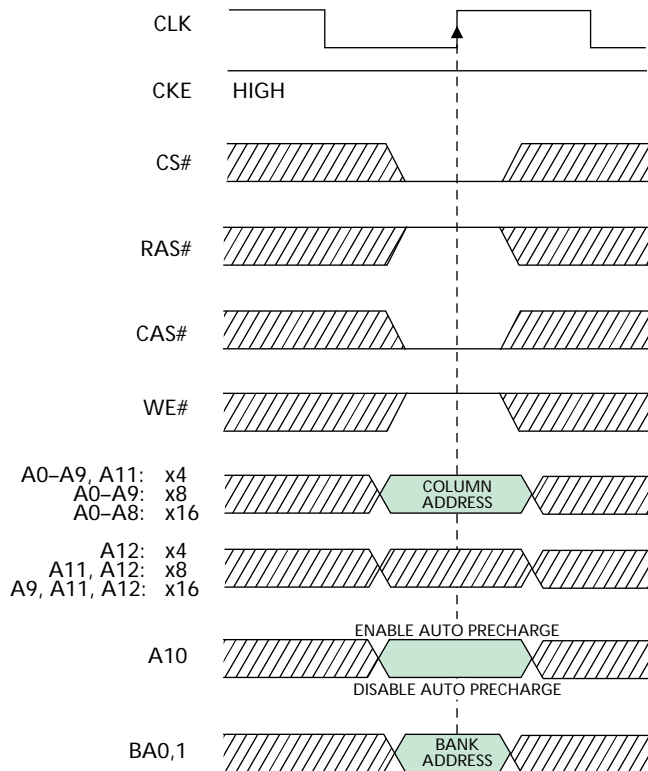 CLK
CKE HIGH
CS#
RAS#
CAS#
WE#
A0–A9, A11: x4
A0–A9: x8
A0–A8: x16
COLUMN
ADDRESS
A12: x4
A11, A12: x8
A9, A11, A12: x16
ENABLE AUTO PRECHARGE
A10
DISABLE AUTO PRECHARGE
BA0,1
BANK
ADDRESS